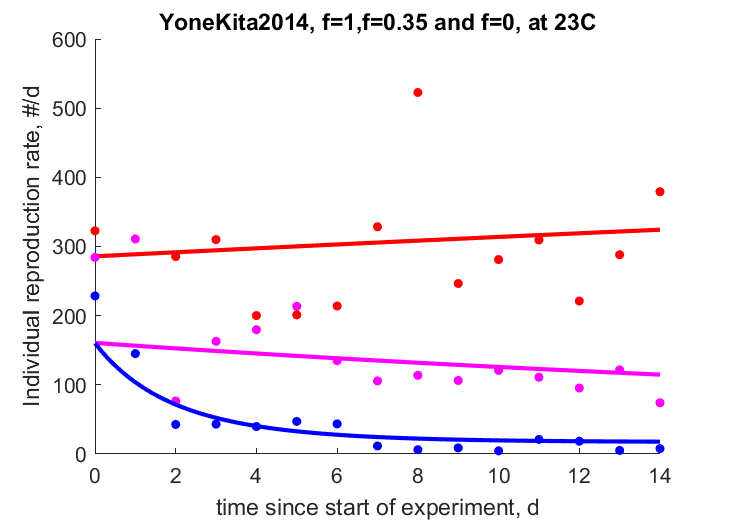 YoneKita2014, f=1,f=0.35 and f=0, at 23C
Individual reproduction rate, #/d
600
500
400
300
200
100
0
0 2 4 6 8 10 12 14
time since start of experiment, d